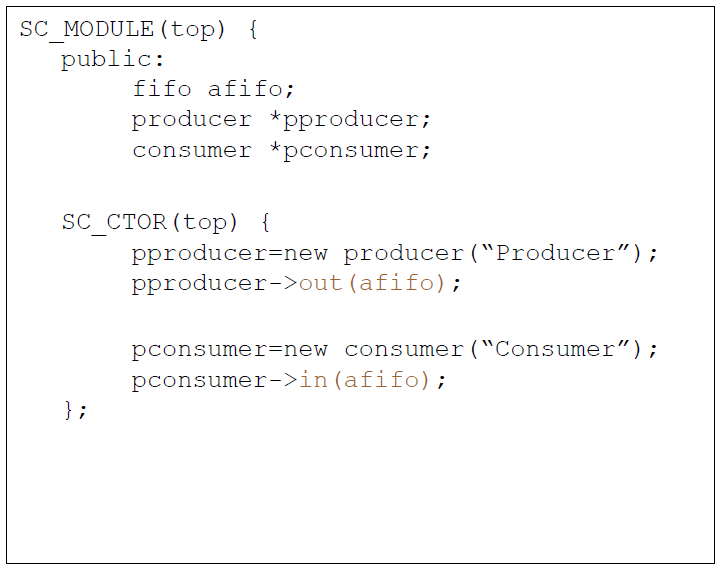 SC_MODULE(top) {
public:
fifo afifo;
producer *pproducer;
consumer *pconsumer;
SC_CTOR(top) {
pproducer=new producer(“Producer”);
pproducer->out(afifo);
pconsumer=new consumer(“Consumer”);
pconsumer->in(afifo);
};